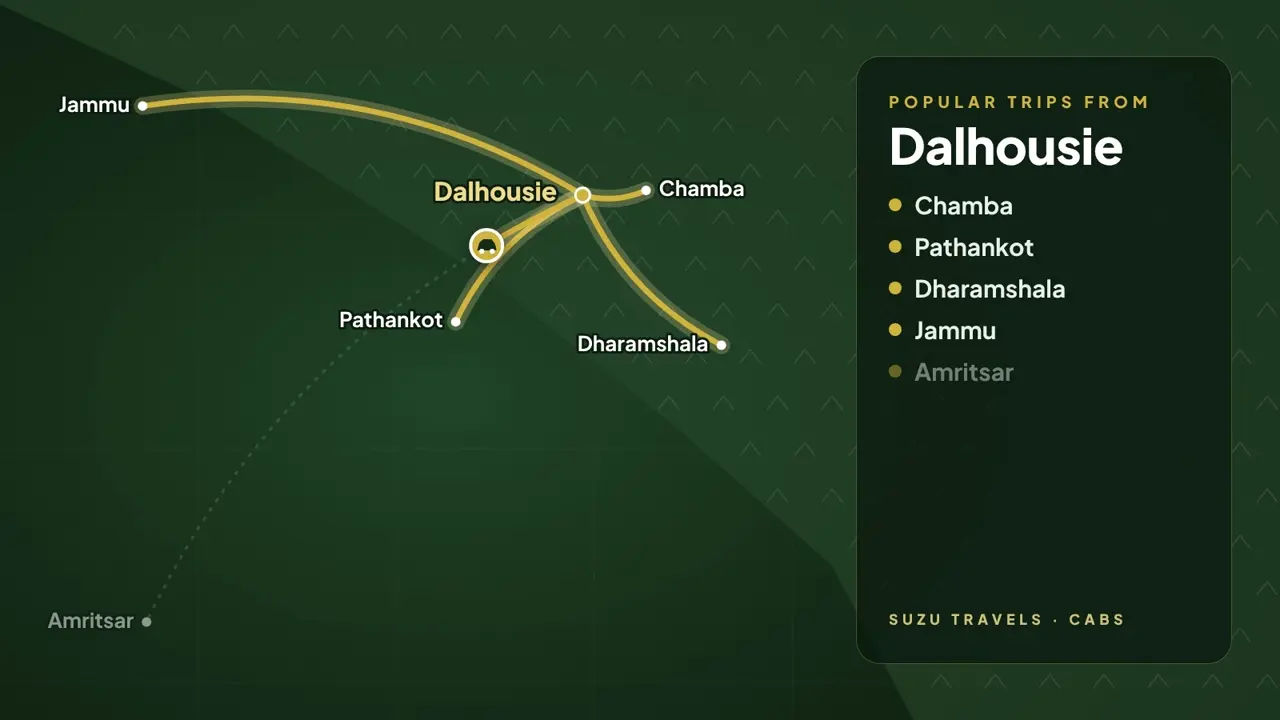 Jammu
Dalhousie
Chamba
Pathankot
Dharamshala
Amritsar
POPULAR TRIPS FROM
Dalhousie
Chamba
Pathankot
Dharamshala
Jammu
Amritsar
SUZU TRAVELS · CABS